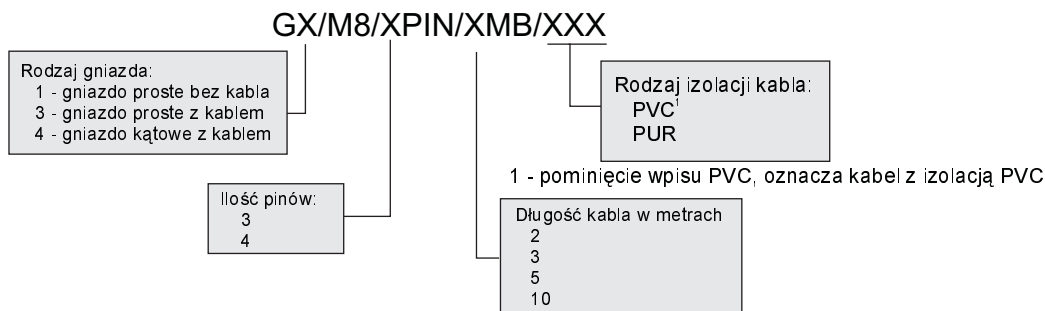 GX/M8/XPIN/XMB/XXX
Rodzaj gniazda:
1 - gniazdo proste bez kabla
3 - gniazdo proste z kablem
4 - gniazdo kątowe z kablem
Rodzaj izolacji kabla:
PVC¹
PUR
1 - pominięcie wpisu PVC, oznacza kabel z izolacją PVC
Ilość pinów:
3
4
Długość kabla w metrach
2
3
5
10